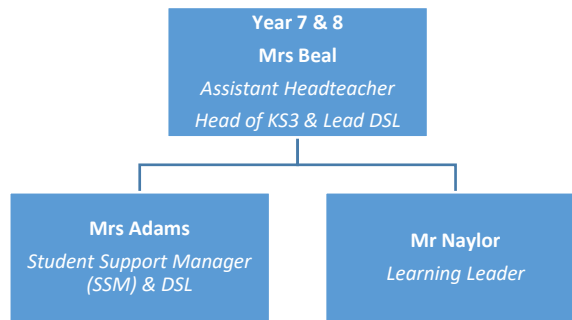 Year 7 & 8
Mrs Beal
Assistant Headteacher
Head of KS3 & Lead DSL
Mrs Adams
Student Support Manager
(SSM) & DSL
Mr Naylor
Learning Leader